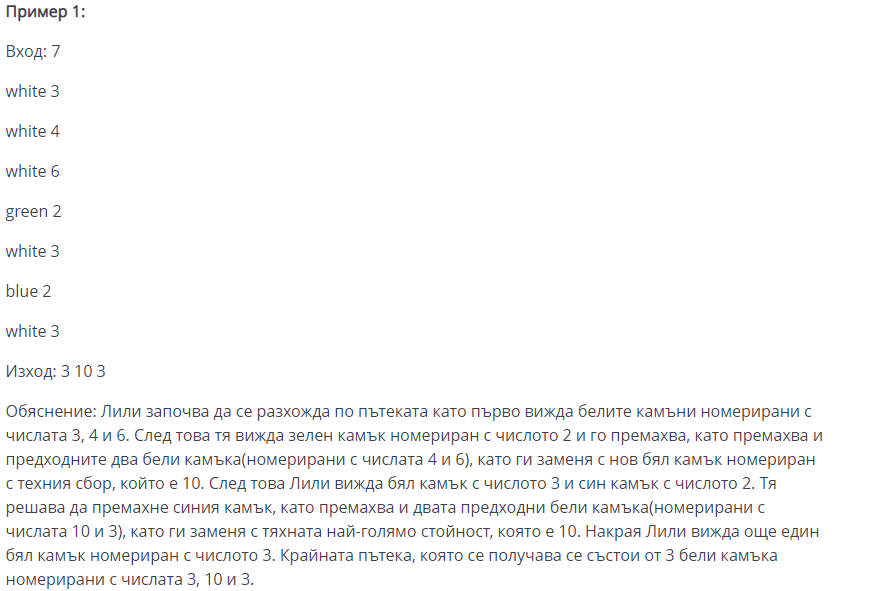 Пример 1:
Вход: 7
white 3
white 4
white 6
green 2
white 3
blue 2
white 3
Изход: 3 10 3
Обяснение: Лили започва да се разхожда по пътеката като първо вижда белите камъни номерирани с
числата 3, 4 и 6. След това тя вижда зелен камък номериран с числото 2 и го премахва, като премахва и
предходните два бели камъка(номерирани с числата 4 и 6), като ги заменя с нов бял камък номериран
с техния сбор, който е 10. След това Лили вижда бял камък с числото 3 и син камък с числото 2. Тя
решава да премахне синия камък, като премахва и двата предходни бели камъка(номерирани с
числата 10 и 3), като ги заменя с тяхната най-голямо стойност, която е 10. Накрая Лили вижда още един
бял камък номериран с числото 3. Крайната пътека, която се получава се състои от 3 бели камъка
номерирани с числата 3, 10 и 3.